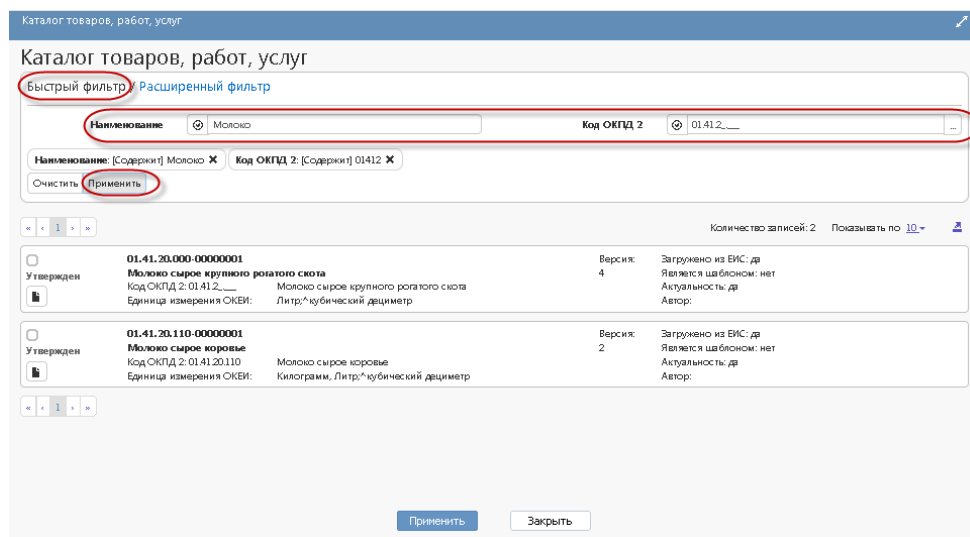 Каталог товаров, работ, услуг
Каталог товаров, работ, услуг
Быстрый фильтр / Расширенный фильтр
Наименование Молоко Код ОКПД 2 01.41.2_.___ ...
Наименование: [Содержит] Молоко ✖ Код ОКПД 2: [Содержит] 01412 ✖
Очистить Применить
« ‹ 1 › » Количество записей: 2 Показывать по 10
01.41.20.000-00000001 Версия: Загружено из ЕИС: да
Утвержден Молоко сырое крупного рогатого скота 4 Является шаблоном: нет
Код ОКПД 2: 01.41.2_.___ Молоко сырое крупного рогатого скота Актуальность: да
Единица измерения ОКЕИ: Литр;^кубический дециметр Автор:
01.41.20.110-00000001 Версия: Загружено из ЕИС: да
Утвержден Молоко сырое коровье 2 Является шаблоном: нет
Код ОКПД 2: 01.41.20.110 Молоко сырое коровье Актуальность: да
Единица измерения ОКЕИ: Килограмм, Литр;^кубический дециметр Автор:
« ‹ 1 › »
Применить Закрыть